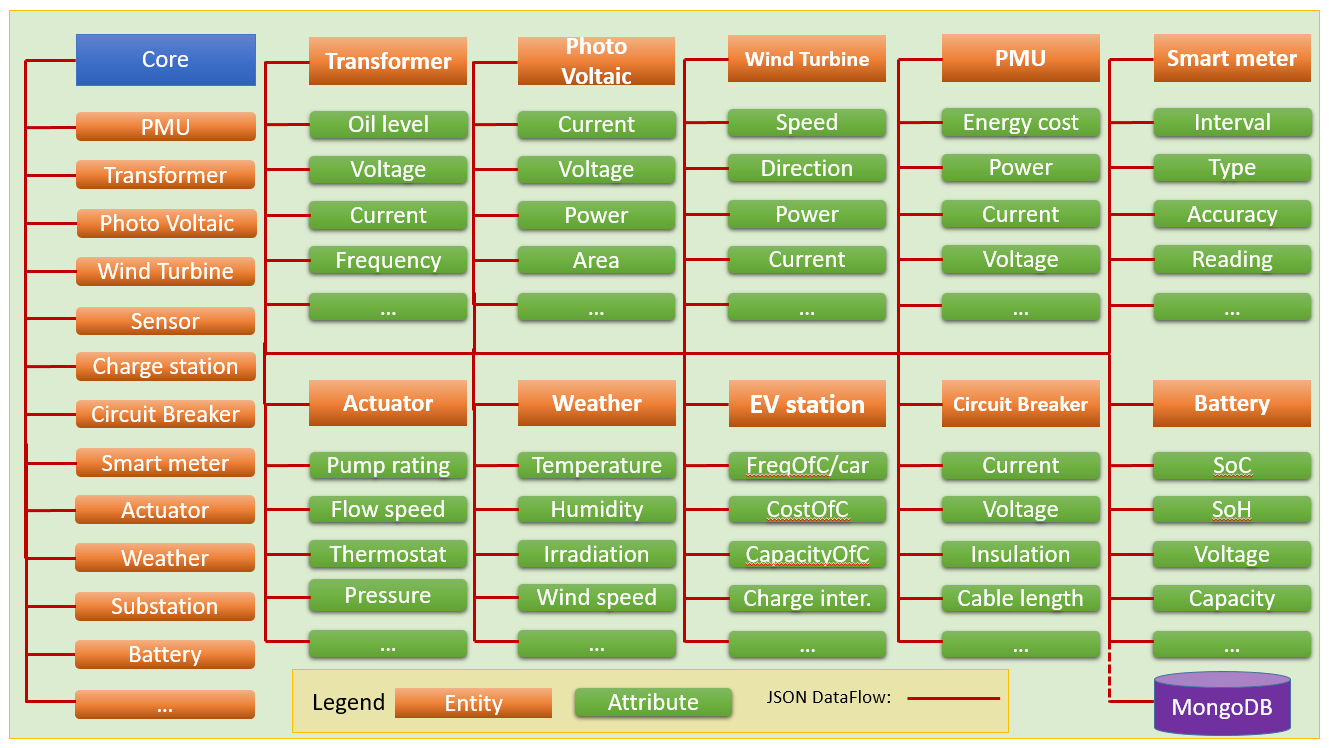 Core
PMU
Transformer
Photo Voltaic
Wind Turbine
Sensor
Charge station
Circuit Breaker
Smart meter
Actuator
Weather
Substation
Battery
...
Transformer
Oil level
Voltage
Current
Frequency
...
Photo
Voltaic
Current
Voltage
Power
Area
...
Wind Turbine
Speed
Direction
Power
Current
...
PMU
Energy cost
Power
Current
Voltage
...
Smart meter
Interval
Type
Accuracy
Reading
...
Actuator
Pump rating
Flow speed
Thermostat
Pressure
...
Weather
Temperature
Humidity
Irradiation
Wind speed
...
EV station
FreqOfC/car
CostOfC
CapacityOfC
Charge inter.
...
Circuit Breaker
Current
Voltage
Insulation
Cable length
...
Battery
SoC
SoH
Voltage
Capacity
...
MongoDB
Legend
Entity
Attribute
JSON DataFlow: